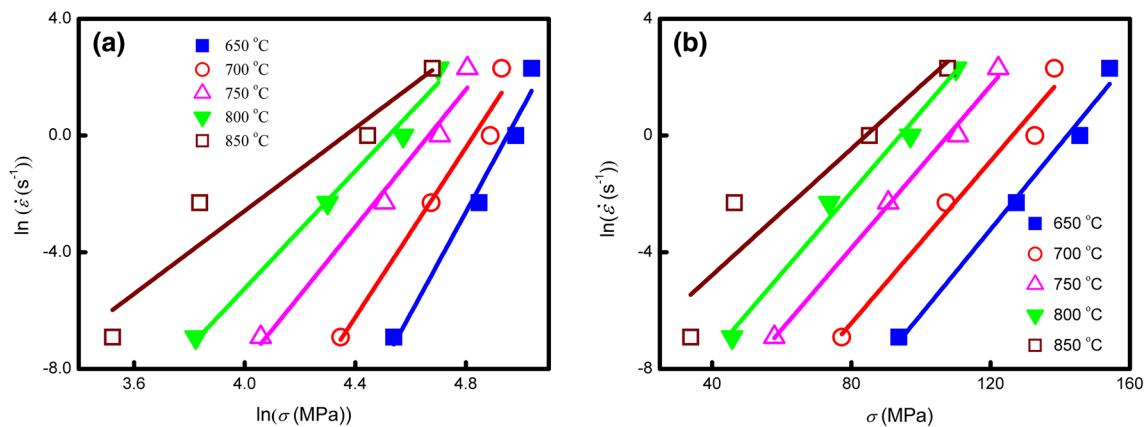 (a)
650 °C
700 °C
750 °C
800 °C
850 °C
4.0
0.0
-4.0
-8.0
ln (ε̇ (s⁻¹))
3.6 4.0 4.4 4.8
ln(σ (MPa))
(b)
4
0
-4
-8
ln(ε̇ (s⁻¹))
650 °C
700 °C
750 °C
800 °C
850 °C
40 80 120 160
σ (MPa)